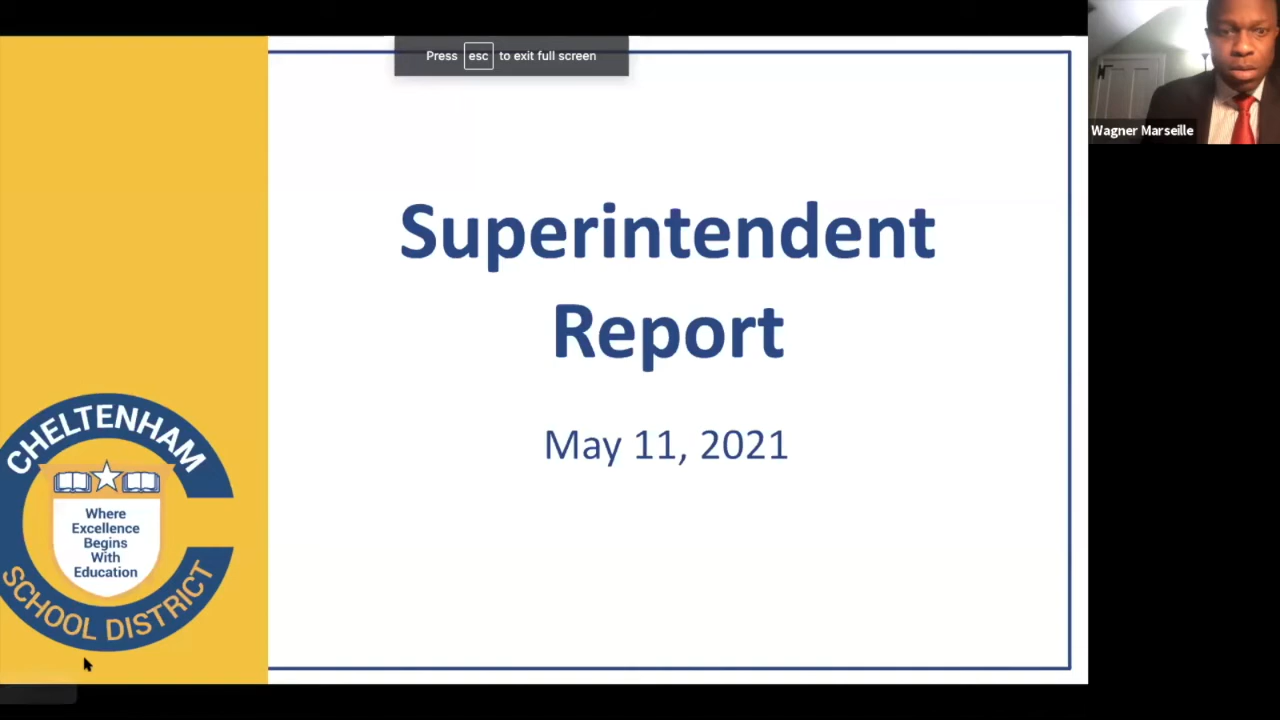 Press esc to exit full screen
Wagner Marseille
Superintendent
Report
May 11, 2021
CHELTENHAM
Where
Excellence
Begins
With
Education
SCHOOL DISTRICT